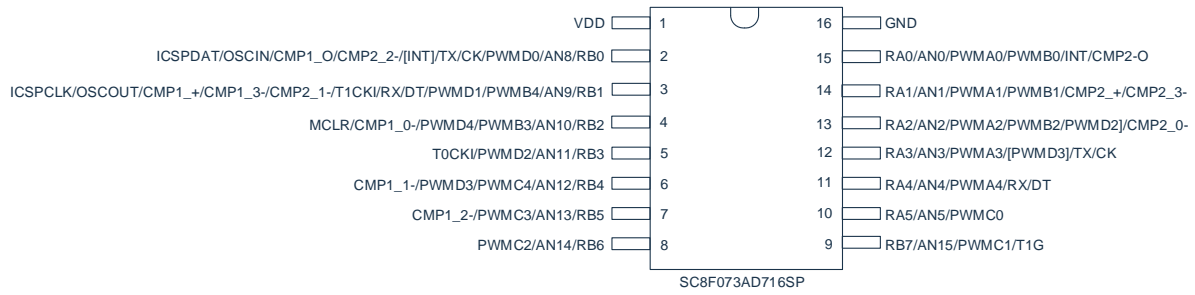 VDD 1 16 GND
ICSPDAT/OSCIN/CMP1_O/CMP2_2-/[INT]/TX/CK/PWMD0/AN8/RB0 2 15 RA0/AN0/PWMA0/PWMB0/INT/CMP2-O
ICSPCLK/OSCOUT/CMP1_+/CMP1_3-/CMP2_1-/T1CKI/RX/DT/PWMD1/PWMB4/AN9/RB1 3 14 RA1/AN1/PWMA1/PWMB1/CMP2_+/CMP2_3-
MCLR/CMP1_0-/PWMD4/PWMB3/AN10/RB2 4 13 RA2/AN2/PWMA2/PWMB2/PWMD2]/CMP2_0-
T0CKI/PWMD2/AN11/RB3 5 12 RA3/AN3/PWMA3/[PWMD3]/TX/CK
CMP1_1-/PWMD3/PWMC4/AN12/RB4 6 11 RA4/AN4/PWMA4/RX/DT
CMP1_2-/PWMC3/AN13/RB5 7 10 RA5/AN5/PWMC0
PWMC2/AN14/RB6 8 9 RB7/AN15/PWMC1/T1G
SC8F073AD716SP